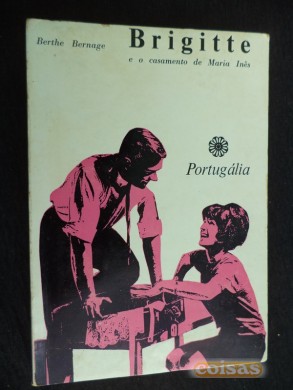 Berthe Bernage
Brigitte
e o casamento de Maria Inês
Portugália
coisas